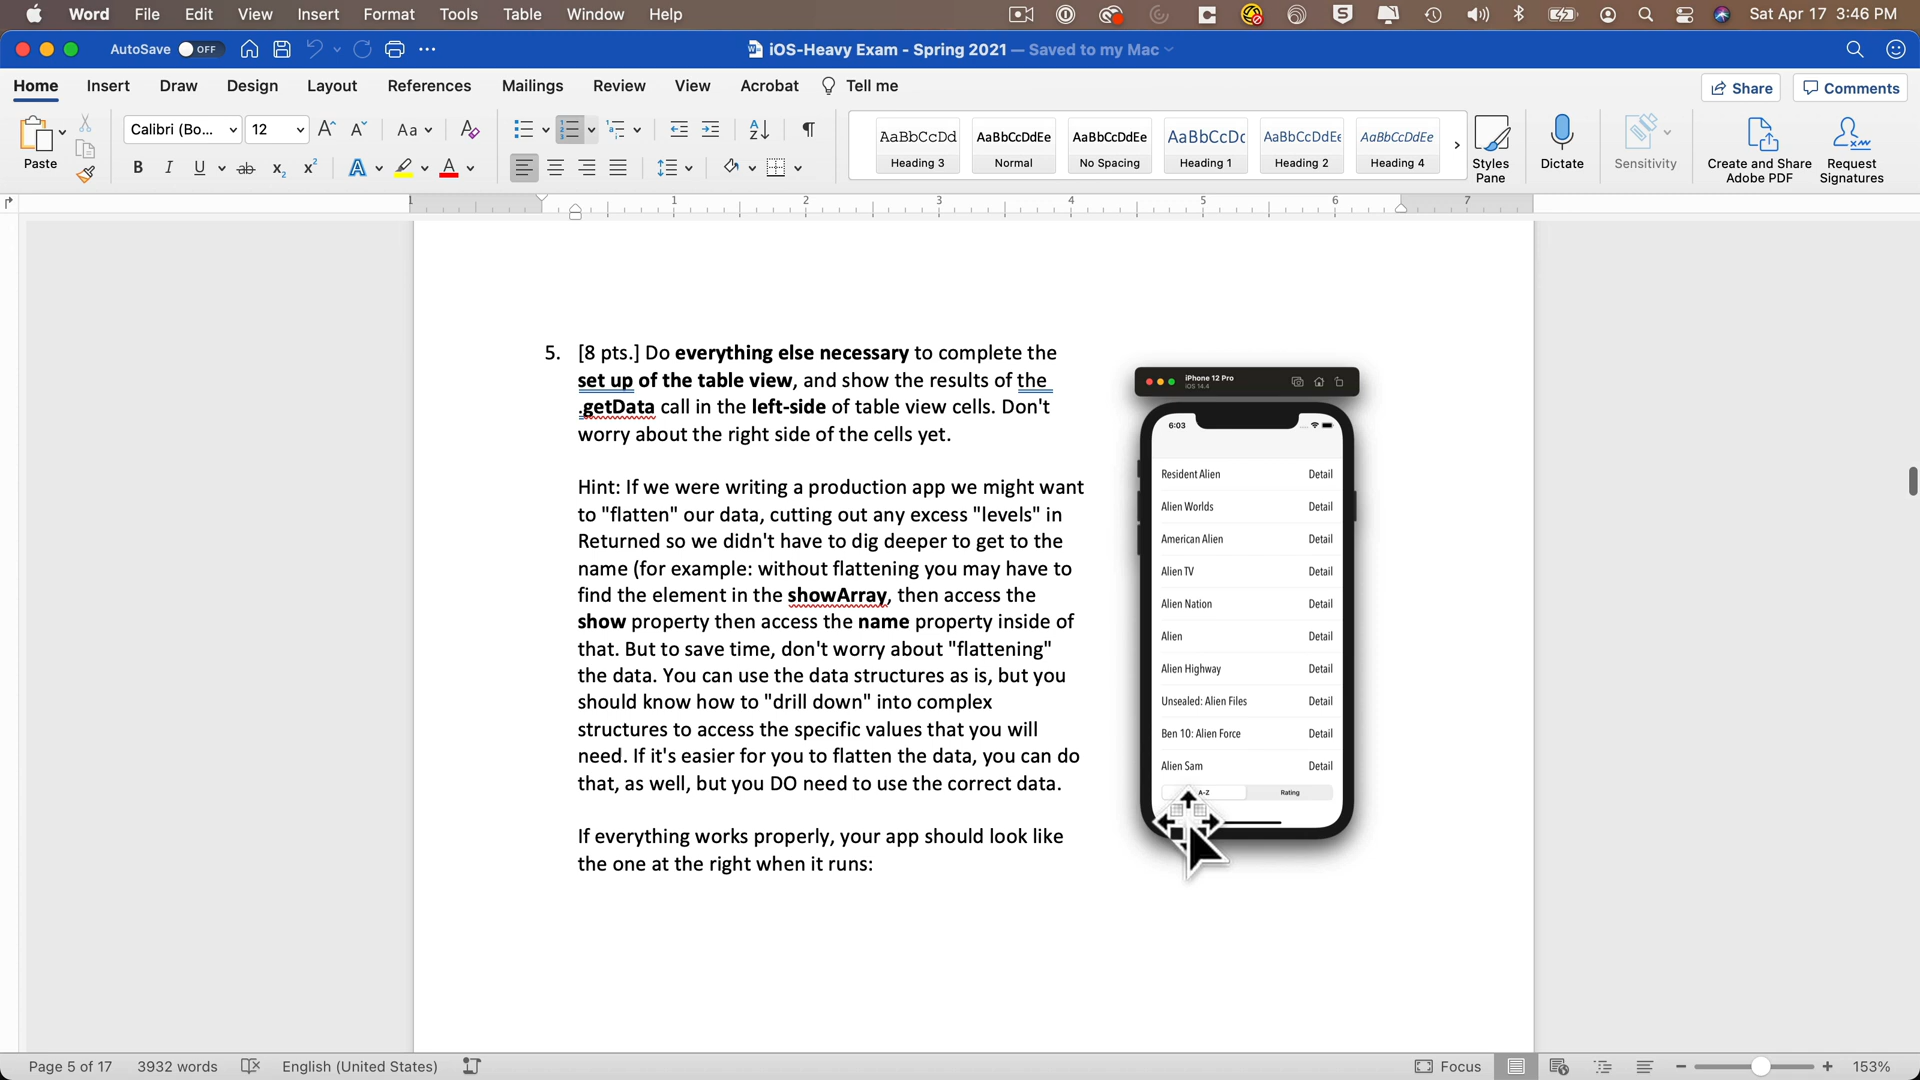 Word File Edit View Insert Format Tools Table Window Help
Sat Apr 17 3:46 PM
AutoSave OFF
iOS-Heavy Exam - Spring 2021 — Saved to my Mac
Home Insert Draw Design Layout References Mailings Review View Acrobat Tell me
Share Comments
Paste
Calibri (Bo... 12
AaBbCcDd AaBbCcDdEe AaBbCcDdEe AaBbCcDc AaBbCcDdEe AaBbCcDdEe
Heading 3 Normal No Spacing Heading 1 Heading 2 Heading 4
Styles Pane
Dictate
Sensitivity
Create and Share Adobe PDF
Request Signatures
1 1 2 3 4 5 6 7
5. [8 pts.] Do everything else necessary to complete the
set up of the table view, and show the results of the
.getData call in the left-side of table view cells. Don't
worry about the right side of the cells yet.
Hint: If we were writing a production app we might want
to "flatten" our data, cutting out any excess "levels" in
Returned so we didn't have to dig deeper to get to the
name (for example: without flattening you may have to
find the element in the showArray, then access the
show property then access the name property inside of
that. But to save time, don't worry about "flattening"
the data. You can use the data structures as is, but you
should know how to "drill down" into complex
structures to access the specific values that you will
need. If it's easier for you to flatten the data, you can do
that, as well, but you DO need to use the correct data.
If everything works properly, your app should look like
the one at the right when it runs:
iPhone 12 Pro
iOS 14.4
6:03
Resident Alien Detail
Alien Worlds Detail
American Alien Detail
Alien TV Detail
Alien Nation Detail
Alien Detail
Alien Highway Detail
Unsealed: Alien Files Detail
Ben 10: Alien Force Detail
Alien Sam Detail
A-Z Rating
Page 5 of 17 3932 words English (United States) Focus 153%